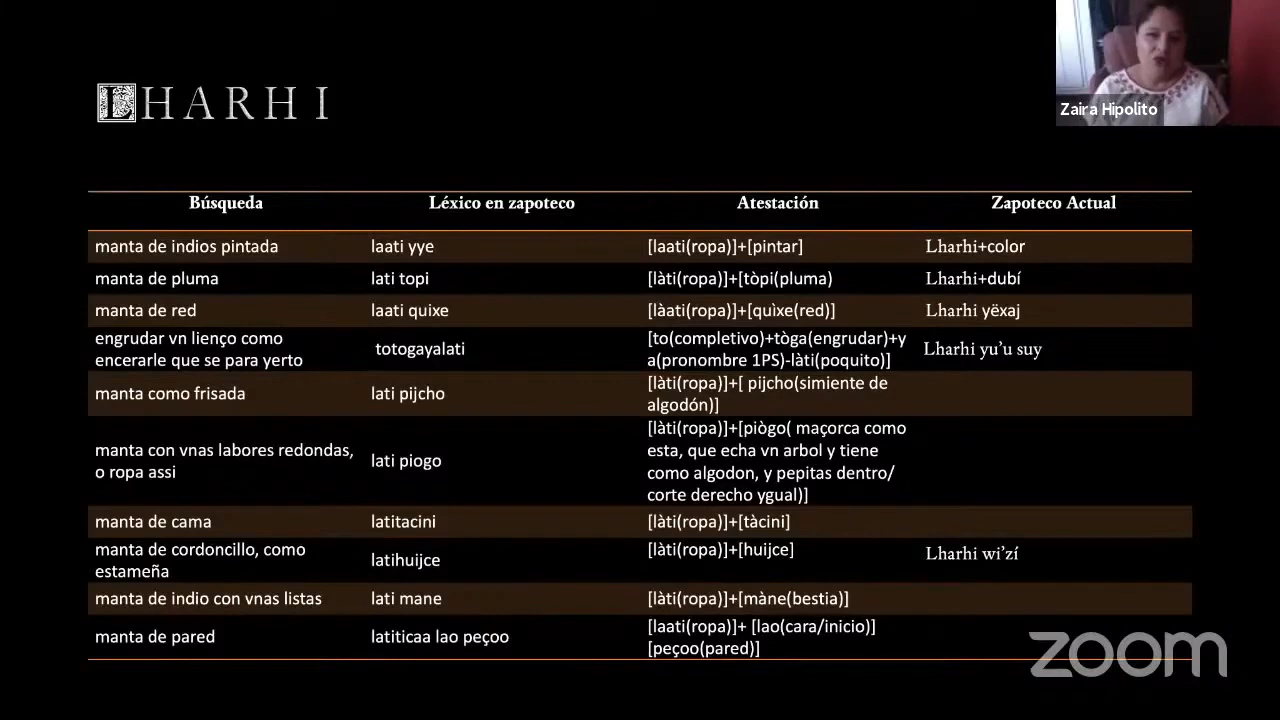 LHARHI
Zaira Hipolito
Búsqueda Léxico en zapoteco Atestación Zapoteco Actual
manta de indios pintada laati yye [laati(ropa)]+[pintar] Lharhi+color
manta de pluma lati topi [làti(ropa)]+[tòpi(pluma) Lharhi+dubí
manta de red laati quixe [làati(ropa)]+[quìxe(red)] Lharhi yëxaj
engrudar vn lienço como
encerarle que se para yerto totogayalati [to(completivo)+tòga(engrudar)+y
a(pronombre 1PS)-làti(poquito)] Lharhi yu’u suy
manta como frisada lati pijcho [làti(ropa)]+[ pijcho(simiente de
algodón)]
manta con vnas labores redondas,
o ropa assi lati piogo [làti(ropa)]+[piògo( maçorca como
esta, que echa vn arbol y tiene
como algodon, y pepitas dentro/
corte derecho ygual)]
manta de cama latitacini [làti(ropa)]+[tàcini]
manta de cordoncillo, como
estameña latihuijce [làti(ropa)]+[huijce] Lharhi wi’zí
manta de indio con vnas listas lati mane [làti(ropa)]+[màne(bestia)]
manta de pared latiticaa lao peçoo [laati(ropa)]+ [lao(cara/inicio)]
[peçoo(pared)]
zoom